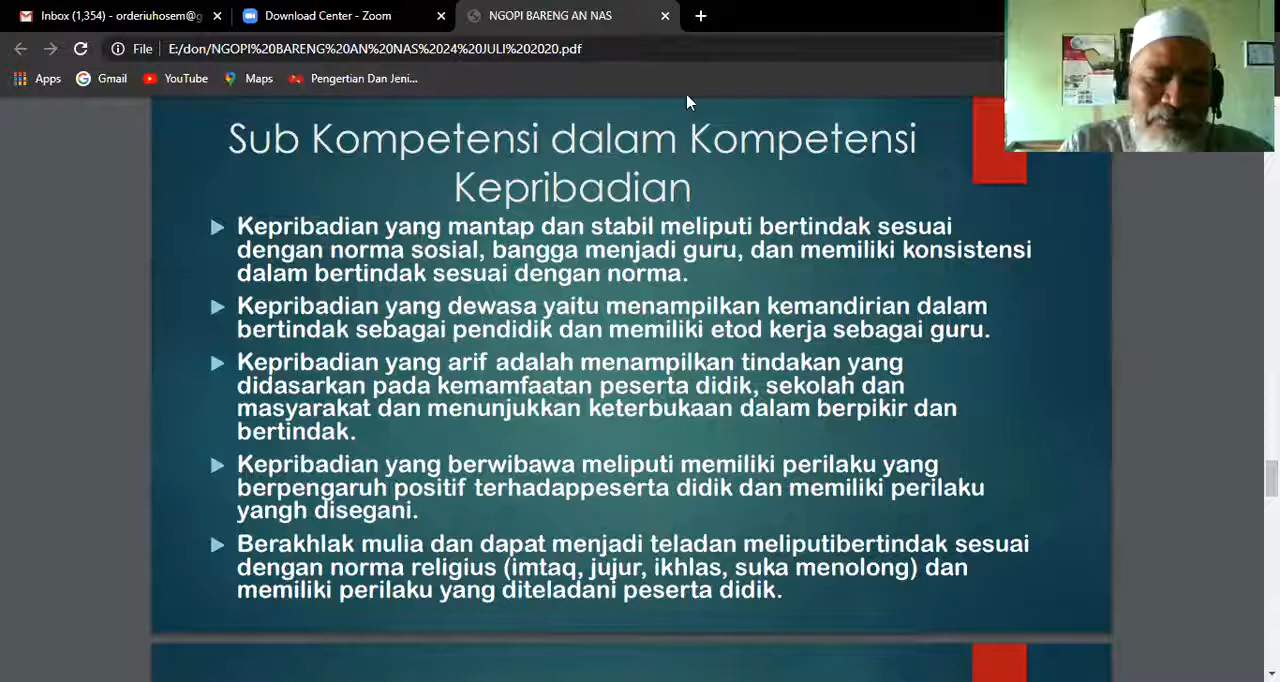 Inbox (1,354) - orderiuhosem@g
Download Center - Zoom
NGOPI BARENG AN NAS
File
E:/don/NGOPI%20BARENG%20AN%20NAS%2024%20JULI%202020.pdf
Apps
Gmail
YouTube
Maps
Pengertian Dan Jeni...
Sub Kompetensi dalam Kompetensi
Kepribadian
Kepribadian yang mantap dan stabil meliputi bertindak sesuai
dengan norma sosial, bangga menjadi guru, dan memiliki konsistensi
dalam bertindak sesuai dengan norma.
Kepribadian yang dewasa yaitu menampilkan kemandirian dalam
bertindak sebagai pendidik dan memiliki etod kerja sebagai guru.
Kepribadian yang arif adalah menampilkan tindakan yang
didasarkan pada kemamfaatan peserta didik, sekolah dan
masyarakat dan menunjukkan keterbukaan dalam berpikir dan
bertindak.
Kepribadian yang berwibawa meliputi memiliki perilaku yang
berpengaruh positif terhadappeserta didik dan memiliki perilaku
yangh disegani.
Berakhlak mulia dan dapat menjadi teladan meliputibertindak sesuai
dengan norma religius (imtaq, jujur, ikhlas, suka menolong) dan
memiliki perilaku yang diteladani peserta didik.